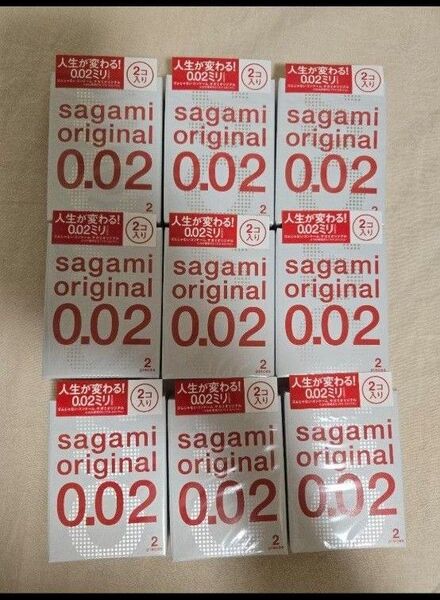 人生が変わる!
0.02ミリ
2コ入り
sagami
original
0.02
2
人生が変わる!
0.02ミリ
2コ入り
sagami
original
0.02
2
人生が変わる!
0.02ミリ
2コ入り
sagami
original
0.02
2
人生が変わる!
0.02ミリ
2コ入り
sagami
original
0.02
2
pieces
人生が変わる!
0.02ミリ
2コ入り
sagami
original
0.02
2
pieces
人生が変わる!
0.02ミリ
2コ入り
sagami
original
0.02
2
pieces
人生が変わる!
0.02ミリ
2コ入り
sagami
original
0.02
2
pieces
人生が変わる!
0.02ミリ
2コ入り
sagami
original
0.02
2
pieces
人生が変わる!
0.02ミリ
2コ入り
sagami
original
0.02
2
pieces